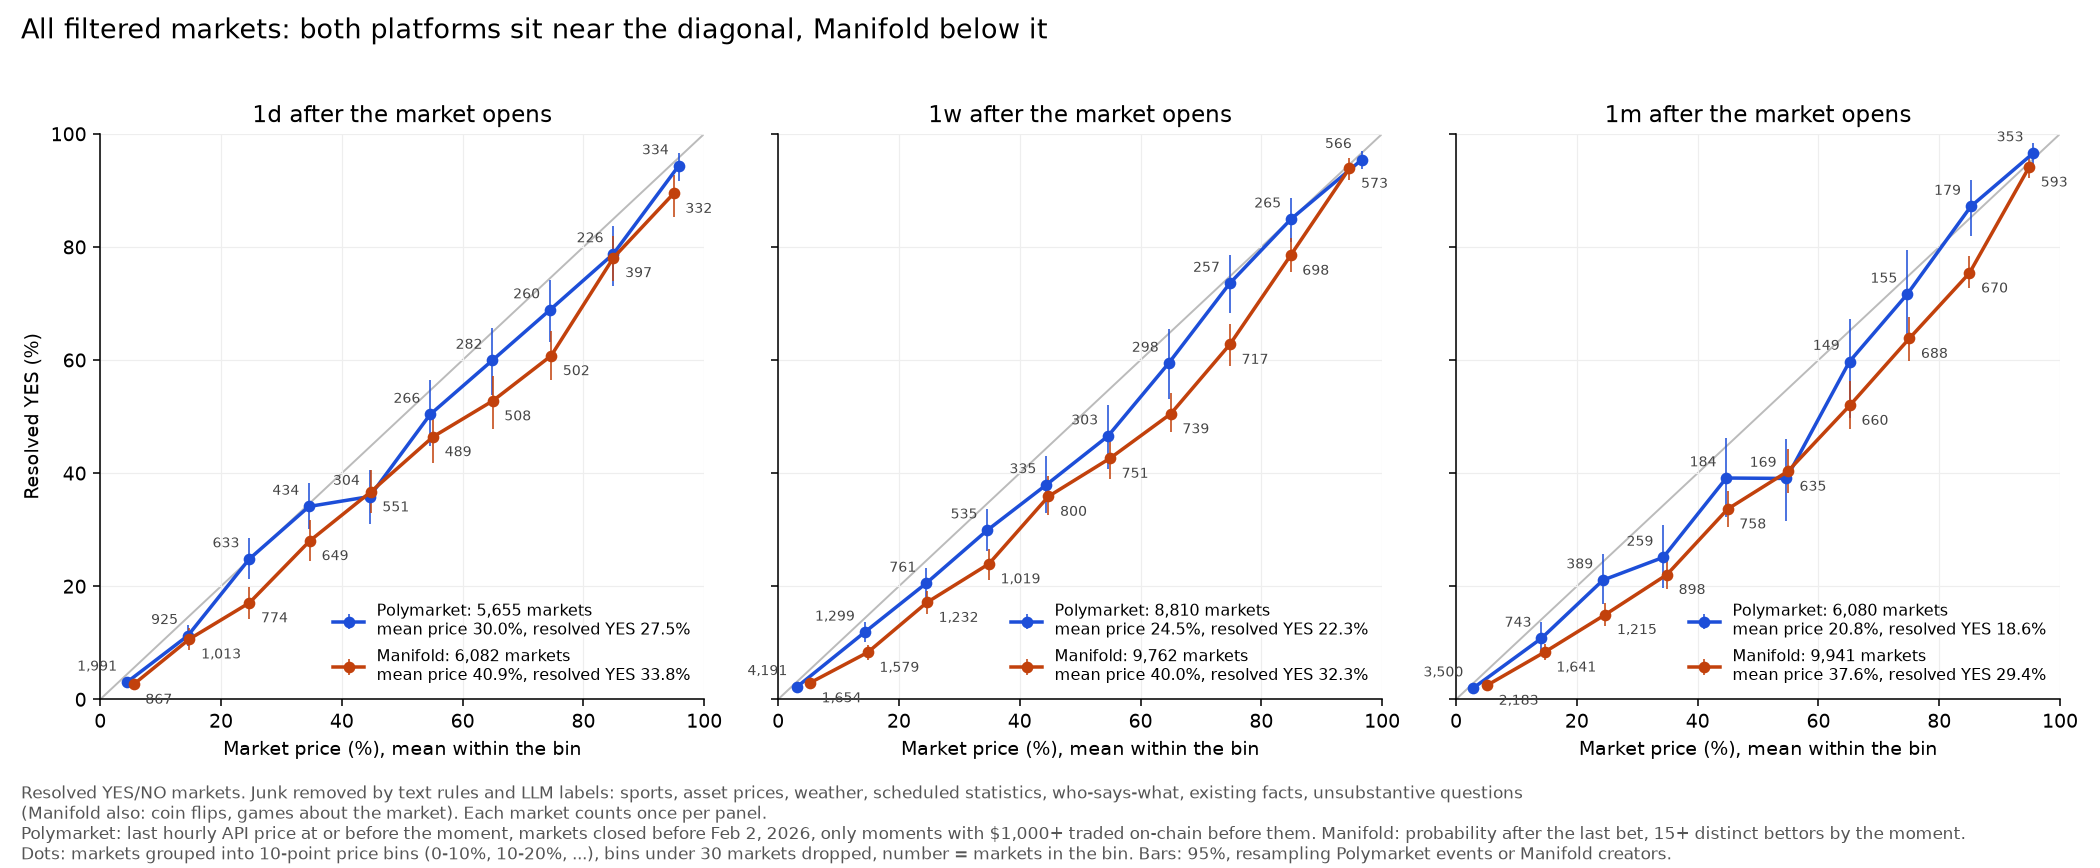 All filtered markets: both platforms sit near the diagonal, Manifold below it
1d after the market opens
Resolved YES (%)
100
80
60
40
20
0
334
332
226
397
260
502
282
508
266
489
304
551
434
649
633
774
925
1,013
1,991
867
Polymarket: 5,655 markets
mean price 30.0%, resolved YES 27.5%
Manifold: 6,082 markets
mean price 40.9%, resolved YES 33.8%
0 20 40 60 80 100
Market price (%), mean within the bin
1w after the market opens
566
573
265
698
257
717
298
739
303
751
335
800
535
1,019
761
1,232
1,299
1,579
4,191
1,654
Polymarket: 8,810 markets
mean price 24.5%, resolved YES 22.3%
Manifold: 9,762 markets
mean price 40.0%, resolved YES 32.3%
0 20 40 60 80 100
Market price (%), mean within the bin
1m after the market opens
353
593
179
670
155
688
149
660
169
635
184
758
259
898
389
1,215
743
1,641
3,500
2,183
Polymarket: 6,080 markets
mean price 20.8%, resolved YES 18.6%
Manifold: 9,941 markets
mean price 37.6%, resolved YES 29.4%
0 20 40 60 80 100
Market price (%), mean within the bin
Resolved YES/NO markets. Junk removed by text rules and LLM labels: sports, asset prices, weather, scheduled statistics, who-says-what, existing facts, unsubstantive questions
(Manifold also: coin flips, games about the market). Each market counts once per panel.
Polymarket: last hourly API price at or before the moment, markets closed before Feb 2, 2026, only moments with $1,000+ traded on-chain before them. Manifold: probability after the last bet, 15+ distinct bettors by the moment.
Dots: markets grouped into 10-point price bins (0-10%, 10-20%, ...), bins under 30 markets dropped, number = markets in the bin. Bars: 95%, resampling Polymarket events or Manifold creators.